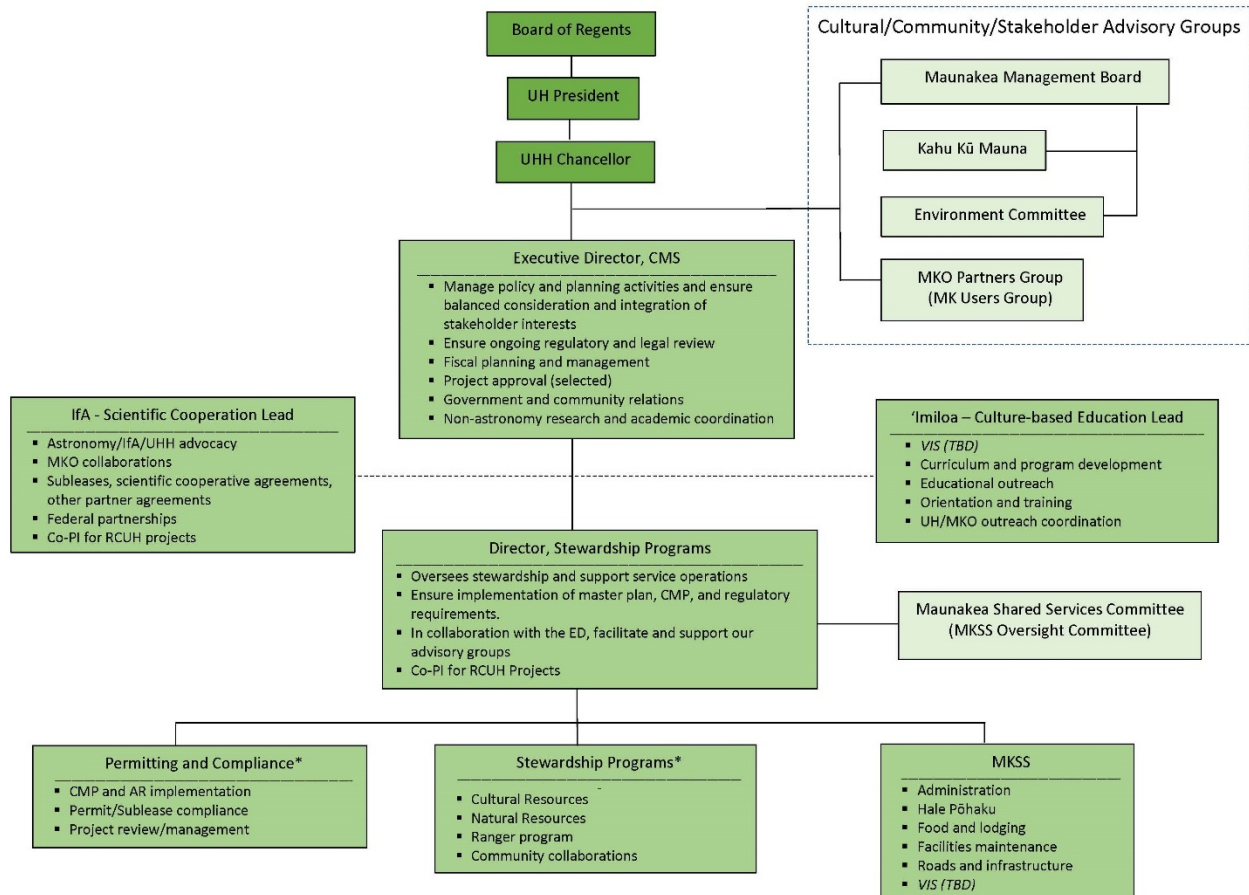 Board of Regents
UH President
UHH Chancellor
Cultural/Community/Stakeholder Advisory Groups
Maunakea Management Board
Kahu Kū Mauna
Environment Committee
MKO Partners Group
(MK Users Group)
Executive Director, CMS
▪ Manage policy and planning activities and ensure
balanced consideration and integration of
stakeholder interests
▪ Ensure ongoing regulatory and legal review
▪ Fiscal planning and management
▪ Project approval (selected)
▪ Government and community relations
▪ Non-astronomy research and academic coordination
IfA - Scientific Cooperation Lead
▪ Astronomy/IfA/UHH advocacy
▪ MKO collaborations
▪ Subleases, scientific cooperative agreements,
other partner agreements
▪ Federal partnerships
▪ Co-PI for RCUH projects
‘Imiloa – Culture-based Education Lead
▪ VIS (TBD)
▪ Curriculum and program development
▪ Educational outreach
▪ Orientation and training
▪ UH/MKO outreach coordination
Director, Stewardship Programs
▪ Oversees stewardship and support service operations
▪ Ensure implementation of master plan, CMP, and regulatory
requirements.
▪ In collaboration with the ED, facilitate and support our
advisory groups
▪ Co-PI for RCUH Projects
Maunakea Shared Services Committee
(MKSS Oversight Committee)
Permitting and Compliance*
▪ CMP and AR implementation
▪ Permit/Sublease compliance
▪ Project review/management
Stewardship Programs*
▪ Cultural Resources
▪ Natural Resources
▪ Ranger program
▪ Community collaborations
MKSS
▪ Administration
▪ Hale Pōhaku
▪ Food and lodging
▪ Facilities maintenance
▪ Roads and infrastructure
▪ VIS (TBD)